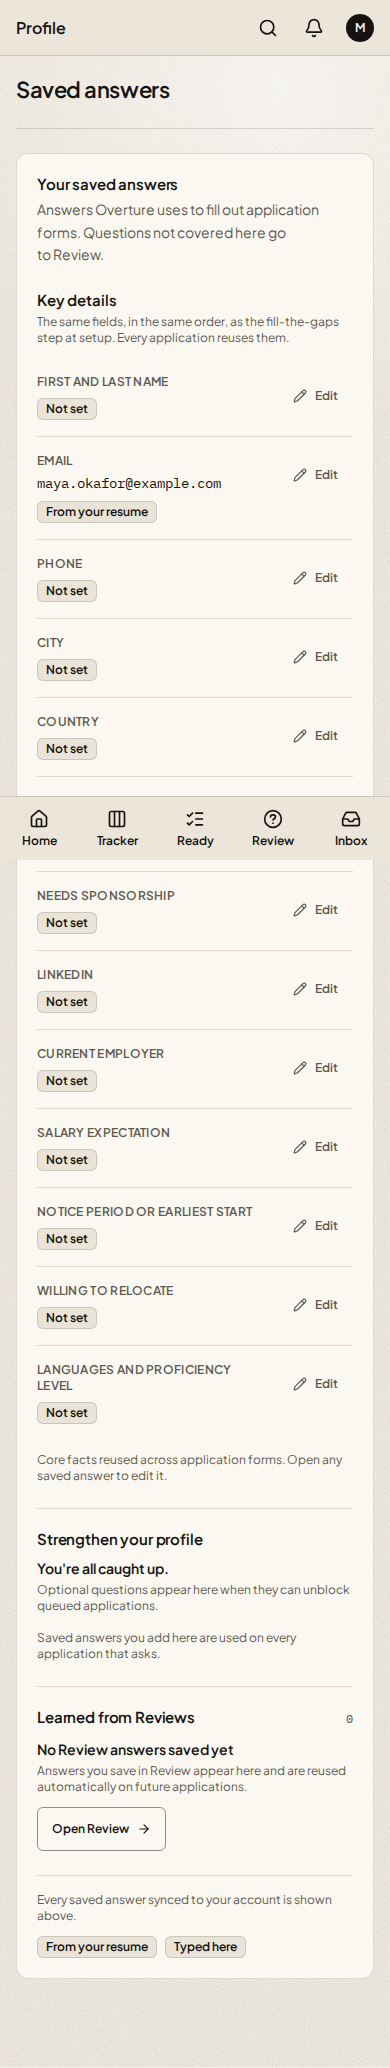 Profile
M
Saved answers
Your saved answers
Answers Overture uses to fill out application
forms. Questions not covered here go
to Review.
Key details
The same fields, in the same order, as the fill-the-gaps
step at setup. Every application reuses them.
FIRST AND LAST NAME
Not set
Edit
EMAIL
maya.okafor@example.com
From your resume
Edit
PHONE
Not set
Edit
CITY
Not set
Edit
COUNTRY
Not set
Edit
Home
Tracker
Ready
Review
Inbox
NEEDS SPONSORSHIP
Not set
Edit
LINKEDIN
Not set
Edit
CURRENT EMPLOYER
Not set
Edit
SALARY EXPECTATION
Not set
Edit
NOTICE PERIOD OR EARLIEST START
Not set
Edit
WILLING TO RELOCATE
Not set
Edit
LANGUAGES AND PROFICIENCY
LEVEL
Not set
Edit
Core facts reused across application forms. Open any
saved answer to edit it.
Strengthen your profile
You're all caught up.
Optional questions appear here when they can unblock
queued applications.
Saved answers you add here are used on every
application that asks.
Learned from Reviews
0
No Review answers saved yet
Answers you save in Review appear here and are reused
automatically on future applications.
Open Review
Every saved answer synced to your account is shown
above.
From your resume
Typed here